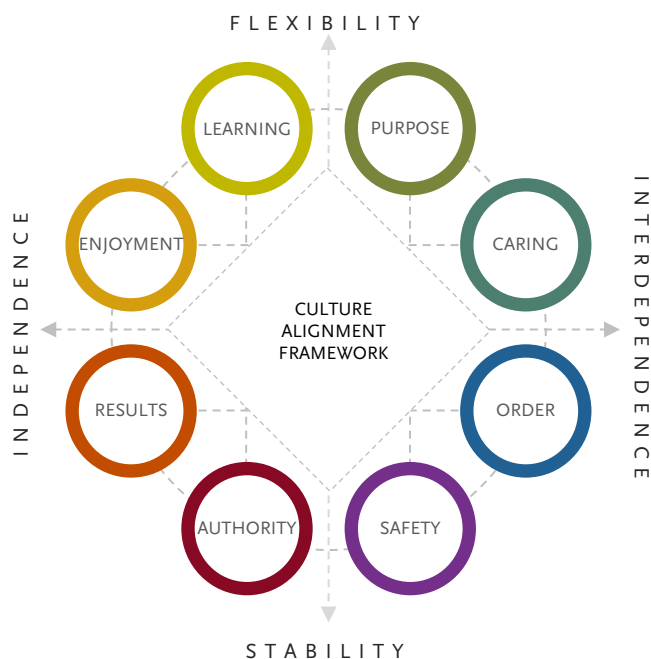 FLEXIBILITY
LEARNING
PURPOSE
ENJOYMENT
CARING
INDEPENDENCE
CULTURE
ALIGNMENT
FRAMEWORK
INTERDEPENDENCE
RESULTS
ORDER
AUTHORITY
SAFETY
STABILITY